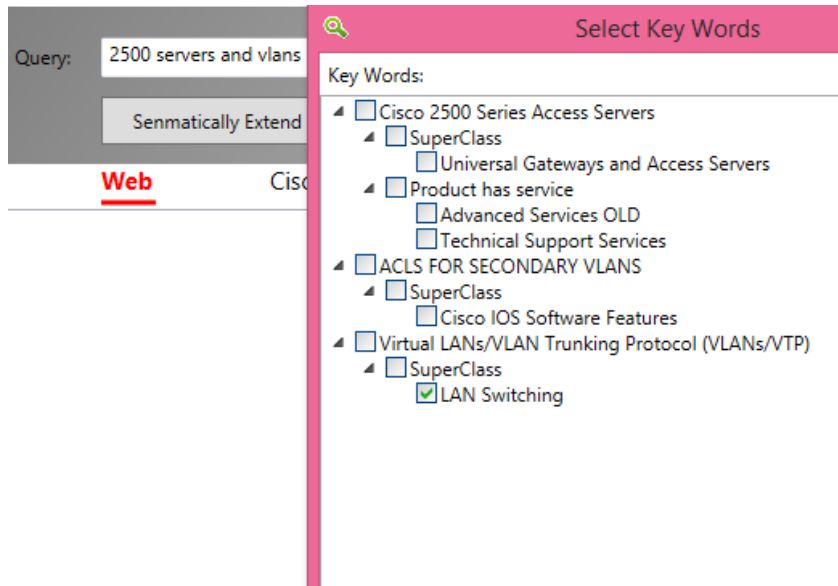 Query:
2500 servers and vlans
Senmatically Extend
Web
Select Key Words
Key Words:
Cisco 2500 Series Access Servers
SuperClass
Universal Gateways and Access Servers
Product has service
Advanced Services OLD
Technical Support Services
ACLS FOR SECONDARY VLANS
SuperClass
Cisco IOS Software Features
Virtual LANs/VLAN Trunking Protocol (VLANs/VTP)
SuperClass
LAN Switching